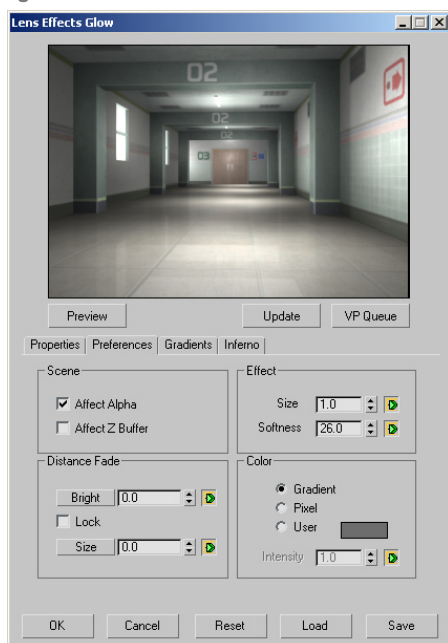 Lens Effects Glow
02
02
02
03
Preview Update VP Queue
Properties Preferences Gradients Inferno
Scene
Affect Alpha
Affect Z Buffer
Effect
Size 1.0
Softness 26.0
Distance Fade
Bright 0.0
Lock
Size 0.0
Color
Gradient
Pixel
User
Intensity 1.0
OK Cancel Reset Load Save